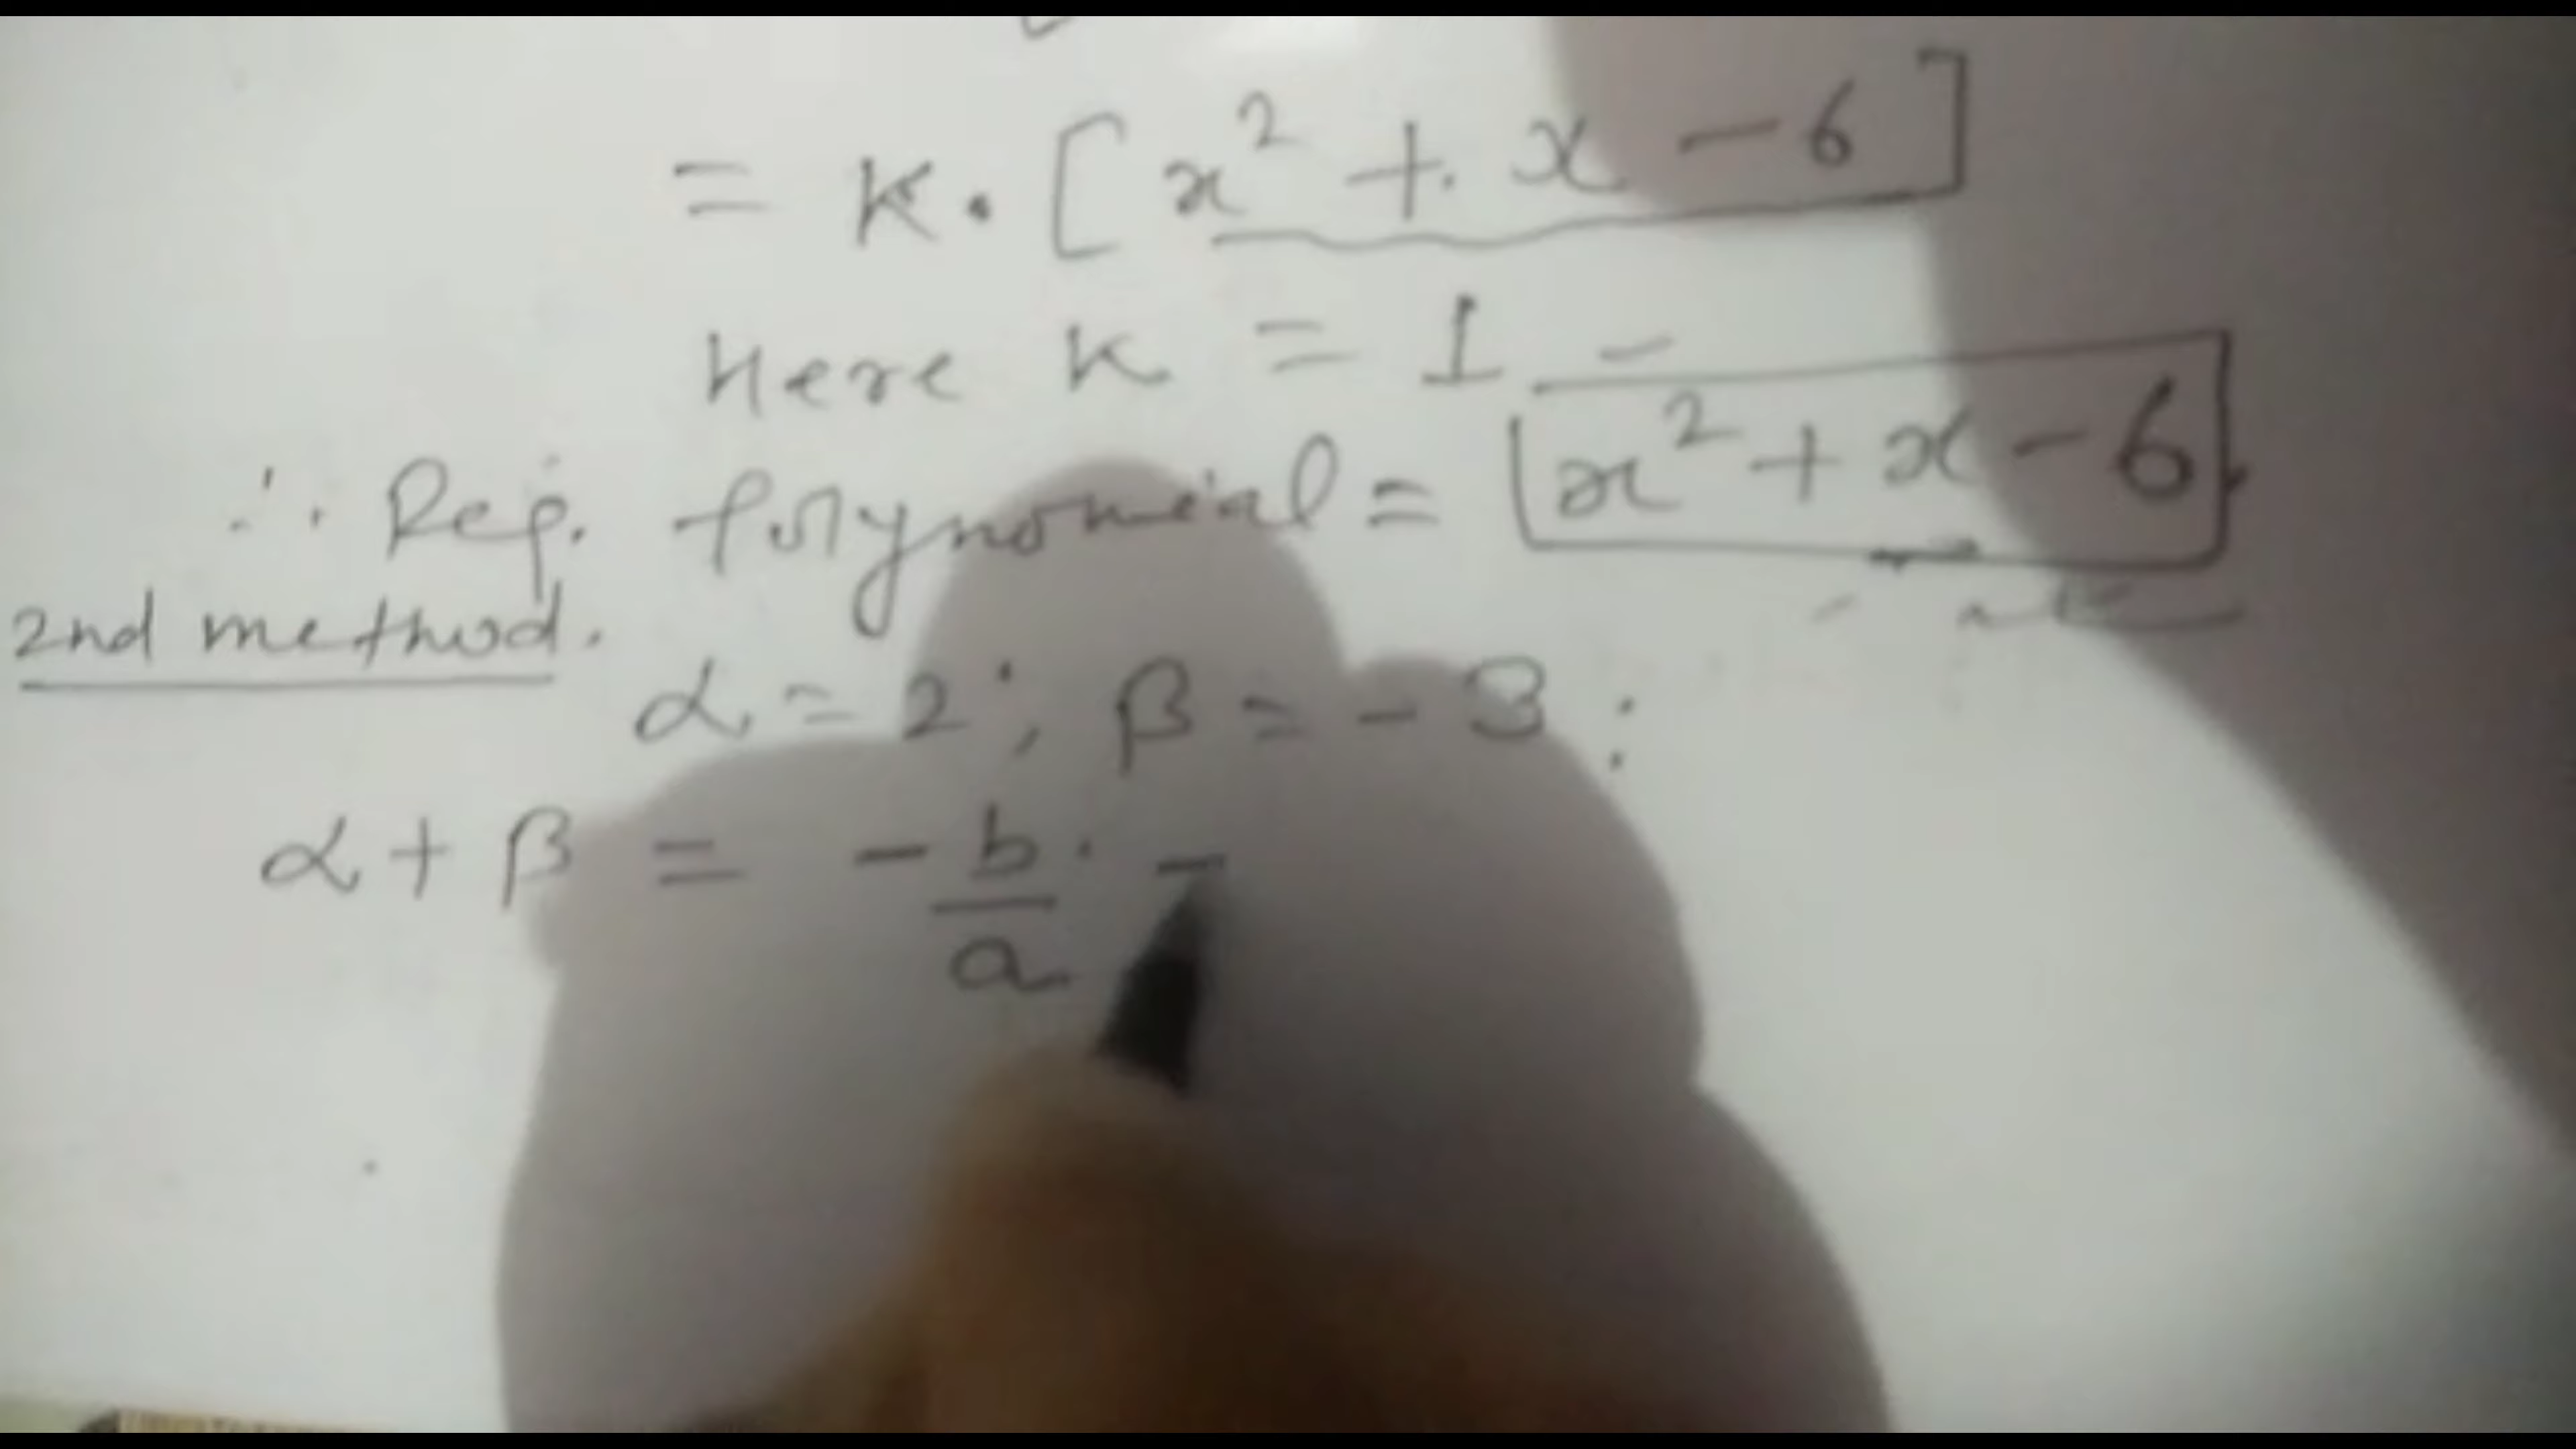 = K. [x² + x - 6]
Here K = 1
∴ Req. polynomial = x² + x - 6
2nd method.
α = 2 ; β = -3 ;
α + β = -b/a. -